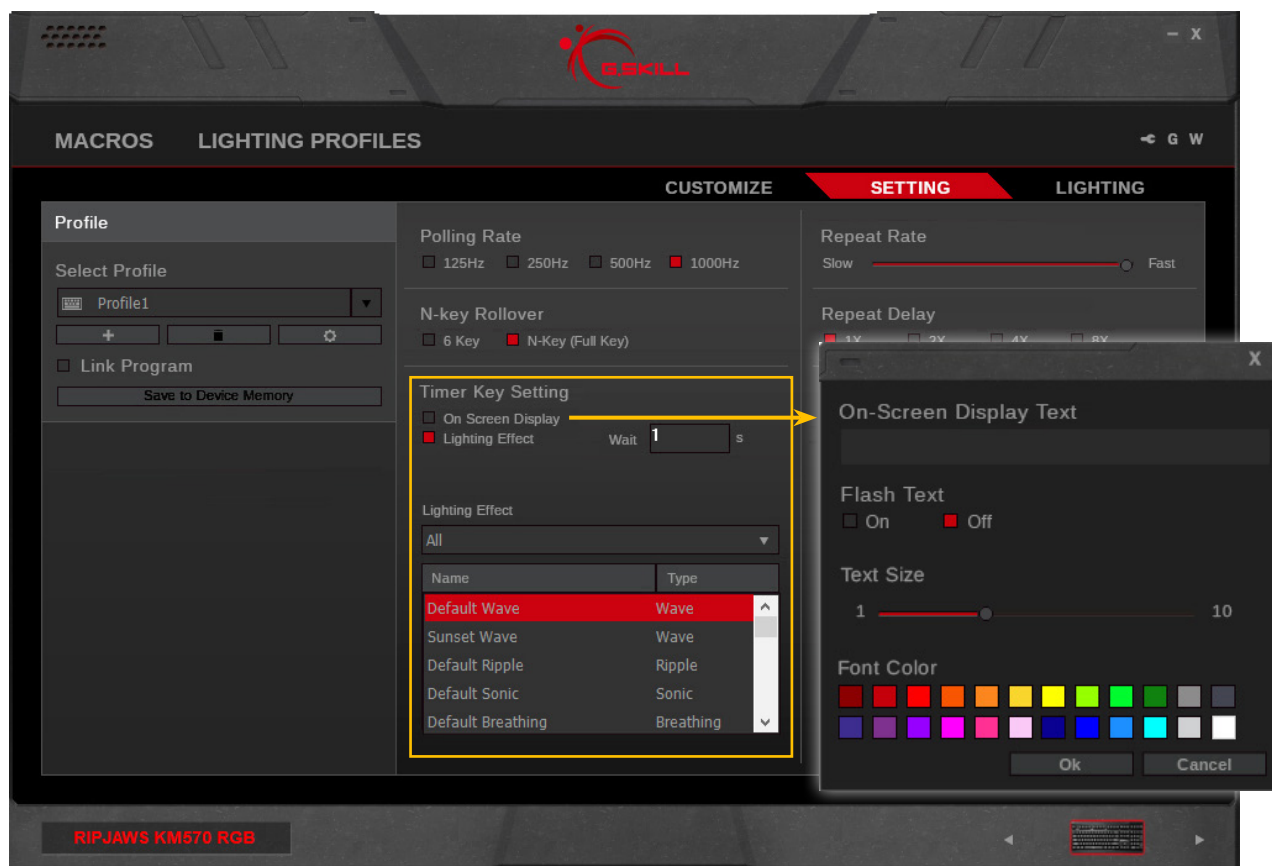 G.SKILL
– X
MACROS LIGHTING PROFILES
G W
CUSTOMIZE SETTING LIGHTING
Profile
Select Profile
Profile1
+
Link Program
Save to Device Memory
Polling Rate
125Hz 250Hz 500Hz 1000Hz
N-key Rollover
6 Key N-Key (Full Key)
Timer Key Setting
On Screen Display
Lighting Effect Wait 1 s
Lighting Effect
All
Name Type
Default Wave Wave
Sunset Wave Wave
Default Ripple Ripple
Default Sonic Sonic
Default Breathing Breathing
Repeat Rate
Slow Fast
Repeat Delay
1X 2X 4X 8X
X
On-Screen Display Text
Flash Text
On Off
Text Size
1 10
Font Color
Ok Cancel
RIPJAWS KM570 RGB